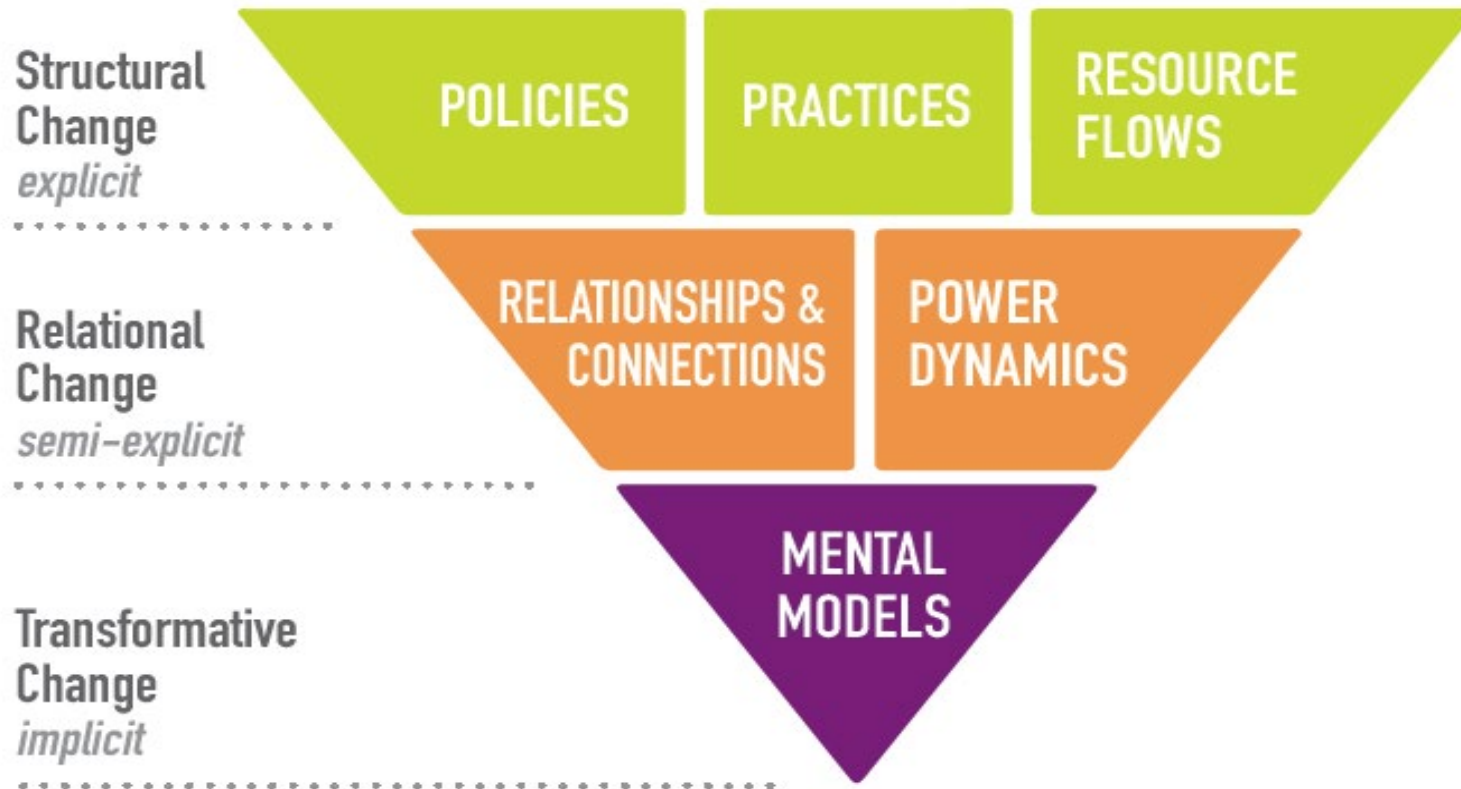 Structural
Change
explicit
POLICIES
PRACTICES
RESOURCE
FLOWS
Relational
Change
semi-explicit
RELATIONSHIPS &
CONNECTIONS
POWER
DYNAMICS
Transformative
Change
implicit
MENTAL
MODELS